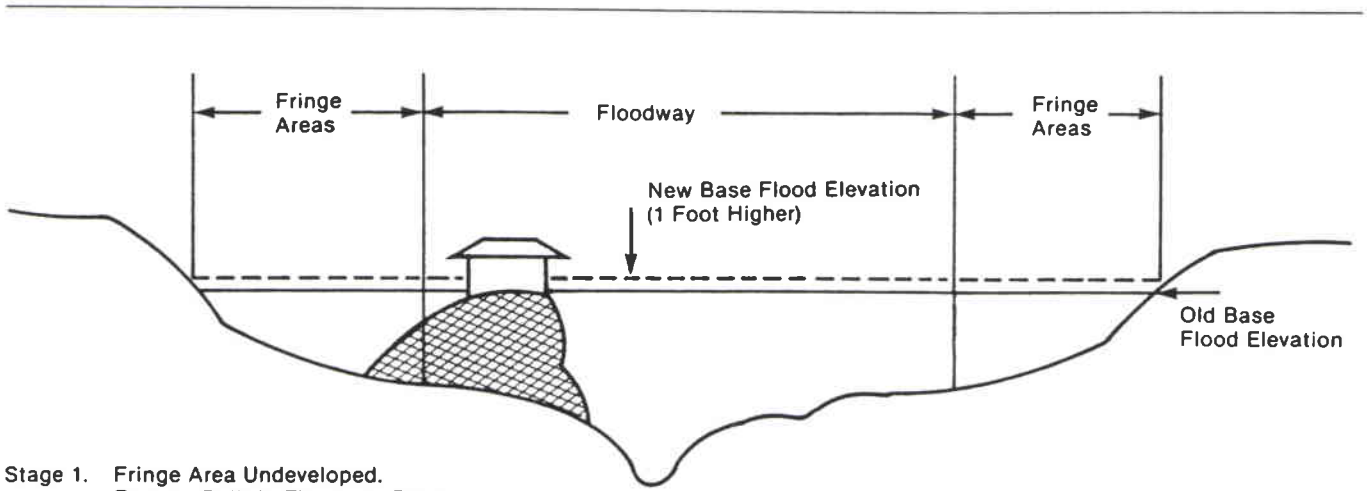 Fringe
Areas
Floodway
Fringe
Areas
New Base Flood Elevation
(1 Foot Higher)
Old Base
Flood Elevation
Stage 1. Fringe Area Undeveloped.